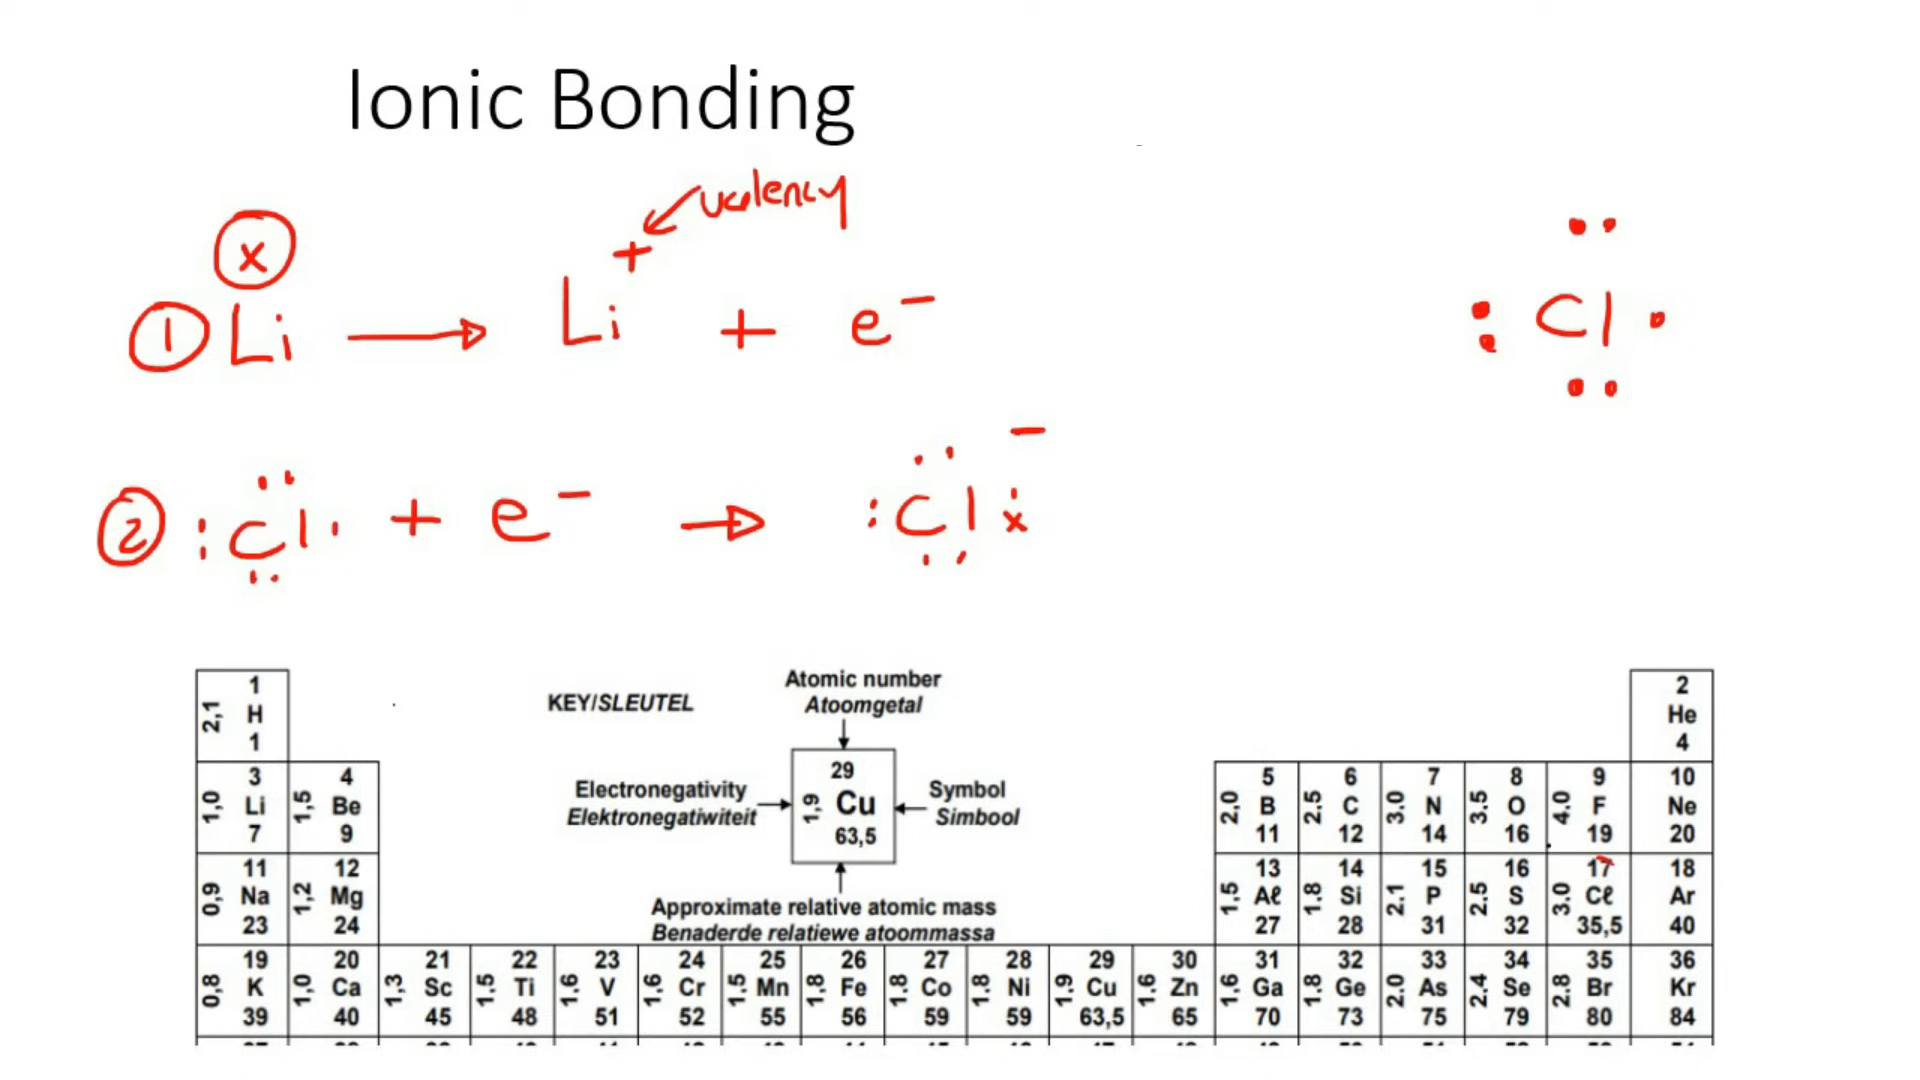 Ionic Bonding
valency
x
① Li → Li⁺ + e⁻
Cl
② :Cl· + e⁻ → :Cl x ⁻
KEY/SLEUTEL
Atomic number
Atoomgetal
Electronegativity
Elektronegatiwiteit
29
1,9 Cu
63,5
Symbol
Simbool
Approximate relative atomic mass
Benaderde relatiewe atoommassa
1 2
2,1 H He
1 4
3 4 5 6 7 8 9 10
1,0 Li 1,5 Be 2,0 B 2,5 C 3.0 N 3.5 O 4.0 F Ne
7 9 11 12 14 16 19 20
11 12 13 14 15 16 17 18
0,9 Na 1,2 Mg 1.5 Aℓ 1.8 Si 2.1 P 2.5 S 3.0 Cℓ Ar
23 24 27 28 31 32 35,5 40
19 20 21 22 23 24 25 26 27 28 29 30 31 32 33 34 35 36
0,8 K 1,0 Ca 1,3 Sc 1,5 Ti 1,6 V 1,6 Cr 1,5 Mn 1,8 Fe 1.8 Co 1.8 Ni 1.9 Cu 1.6 Zn 1,6 Ga 1.8 Ge 2.0 As 2.4 Se 2.8 Br Kr
39 40 45 48 51 52 55 56 59 59 63,5 65 70 73 75 79 80 84